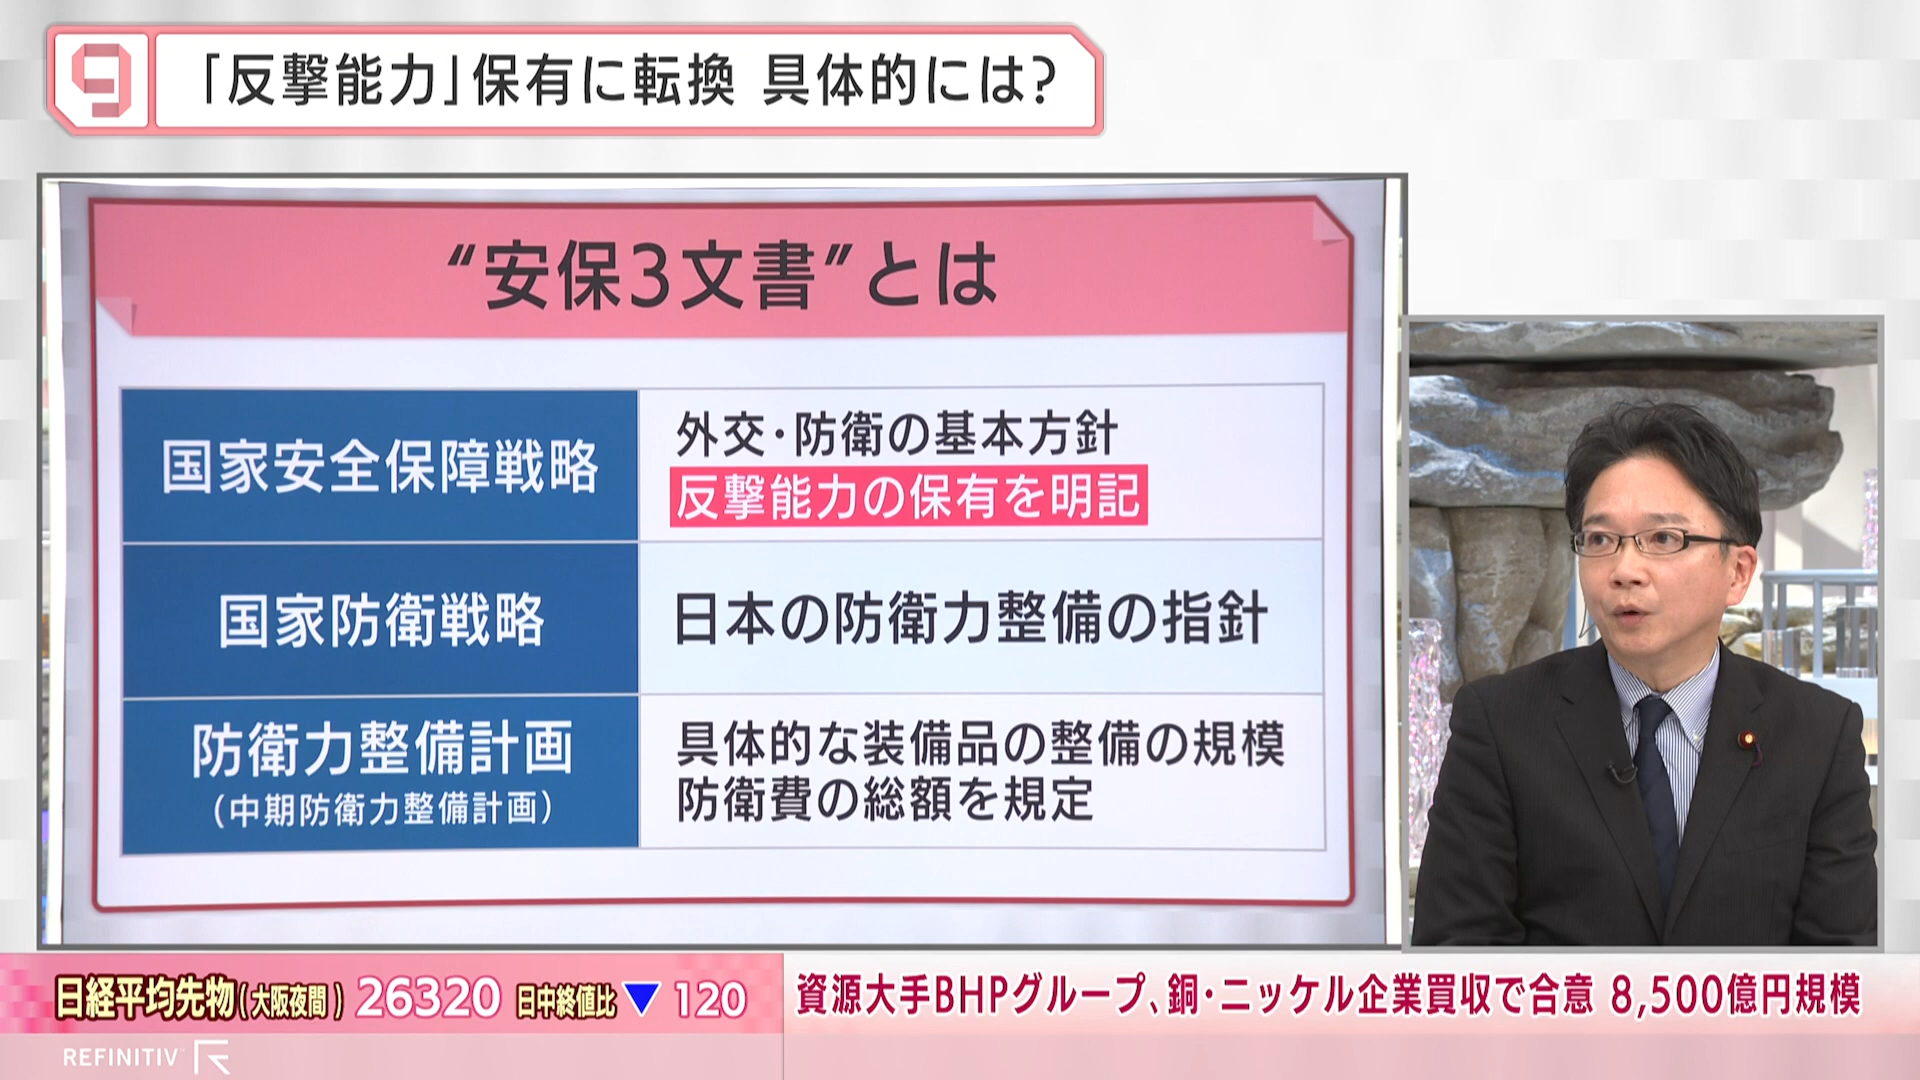 「反撃能力」保有に転換 具体的には?
“安保3文書”とは
国家安全保障戦略
外交・防衛の基本方針
反撃能力の保有を明記
国家防衛戦略
日本の防衛力整備の指針
防衛力整備計画
(中期防衛力整備計画)
具体的な装備品の整備の規模
防衛費の総額を規定
日経平均先物(大阪夜間) 26320 日中終値比▼120
資源大手BHPグループ、銅・ニッケル企業買収で合意 8,500億円規模
REFINITIV